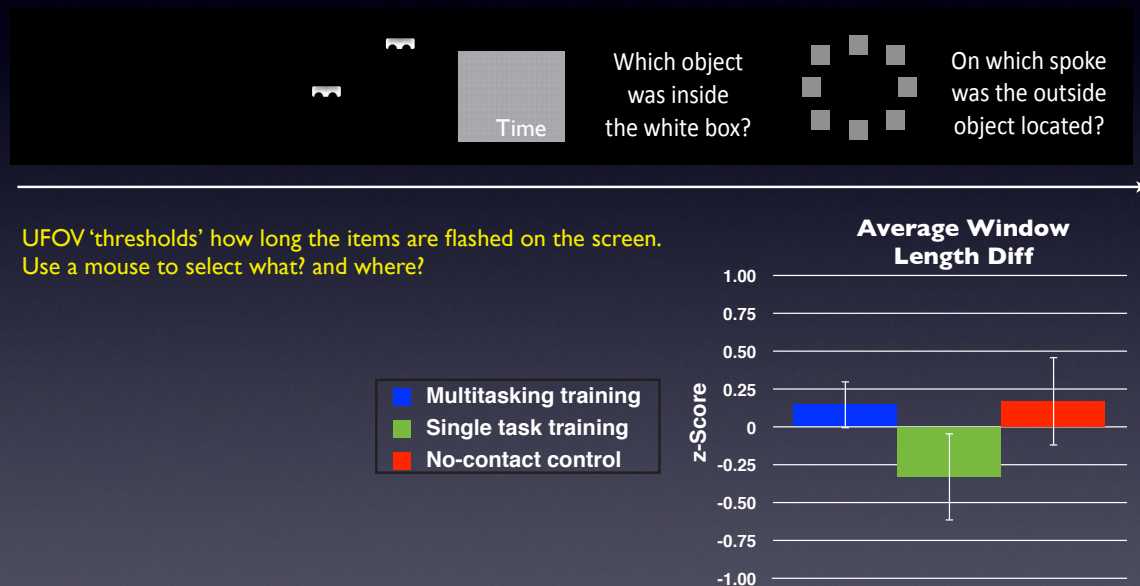 Time
Which object
was inside
the white box?
On which spoke
was the outside
object located?
UFOV ‘thresholds’ how long the items are flashed on the screen.
Use a mouse to select what? and where?
Average Window
Length Diff
1.00
0.75
0.50
0.25
0
-0.25
-0.50
-0.75
-1.00
z-Score
Multitasking training
Single task training
No-contact control